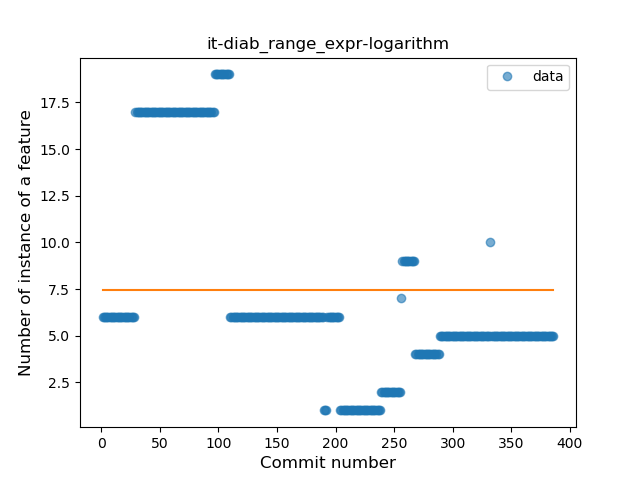 it-diab_range_expr-logarithm
data
Number of instance of a feature
17.5
15.0
12.5
10.0
7.5
5.0
2.5
0 50 100 150 200 250 300 350 400
Commit number